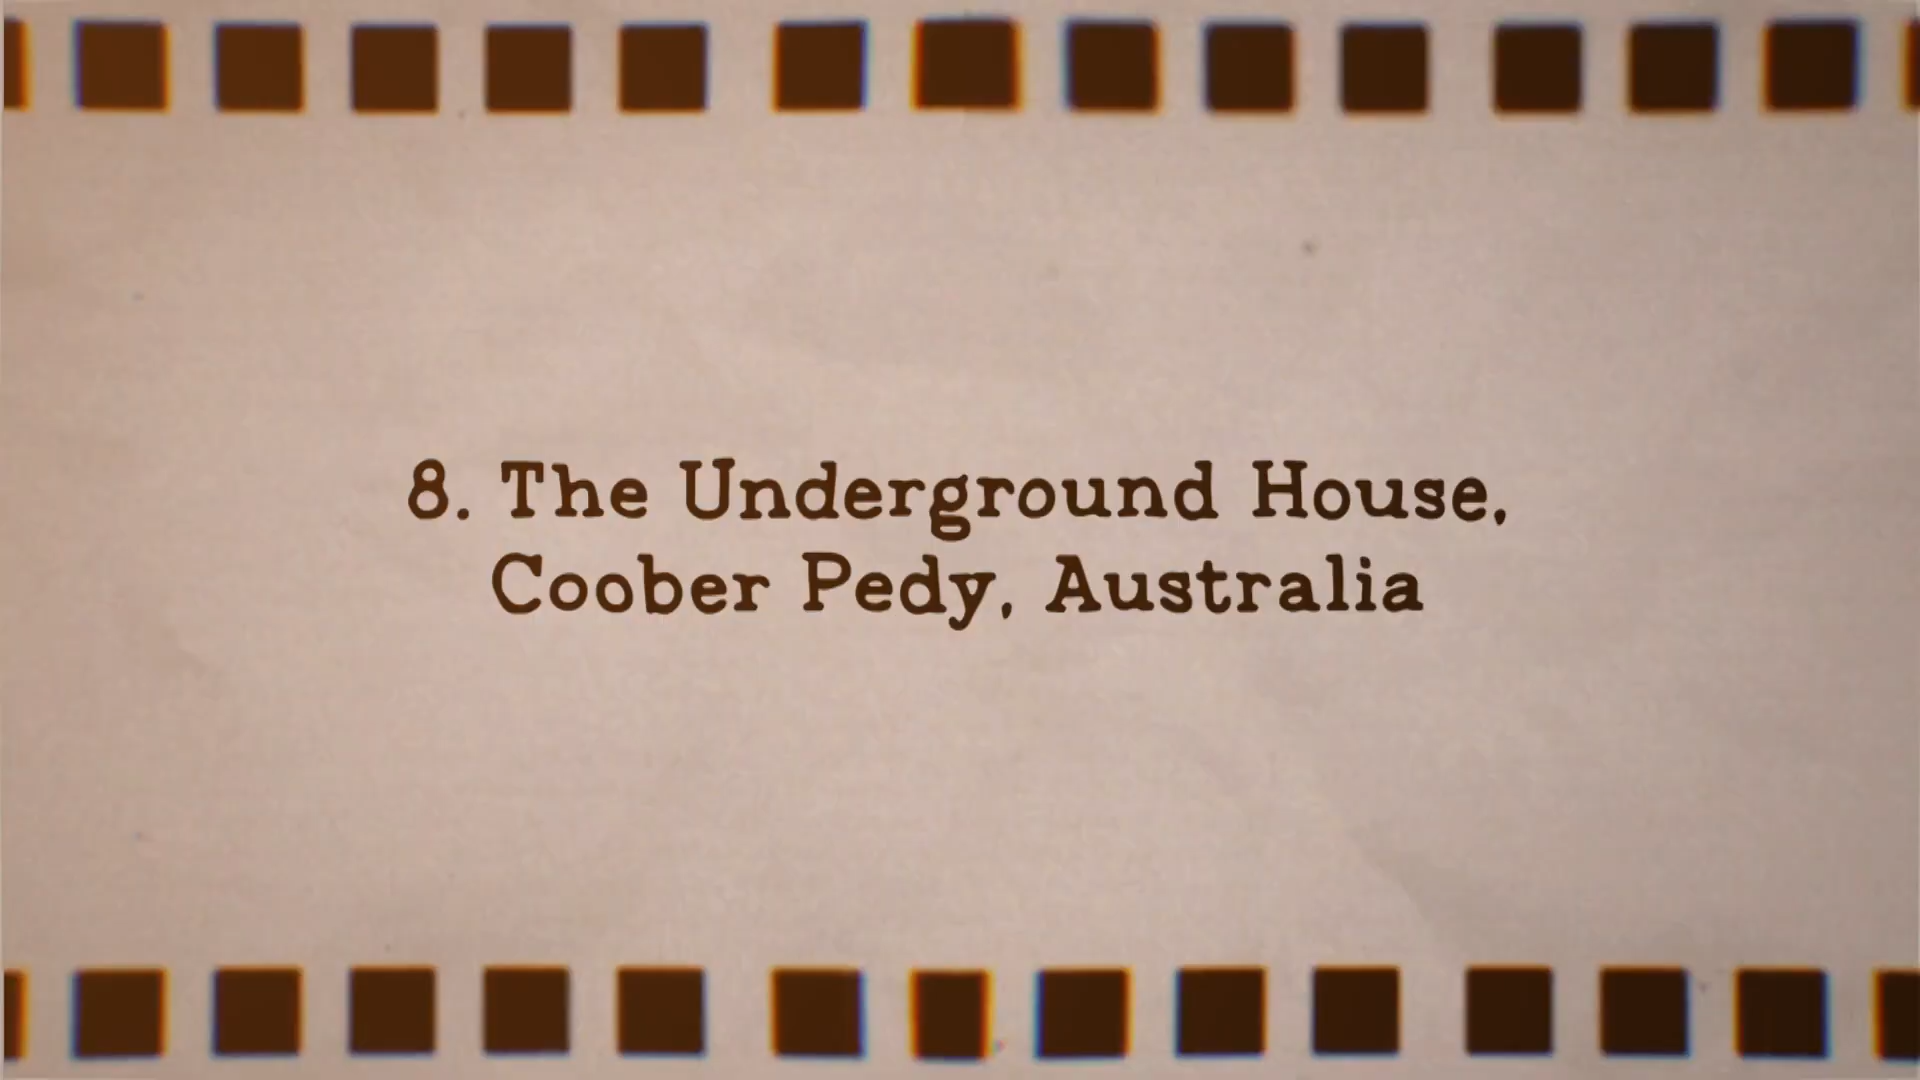 8. The Underground House,
Coober Pedy, Australia